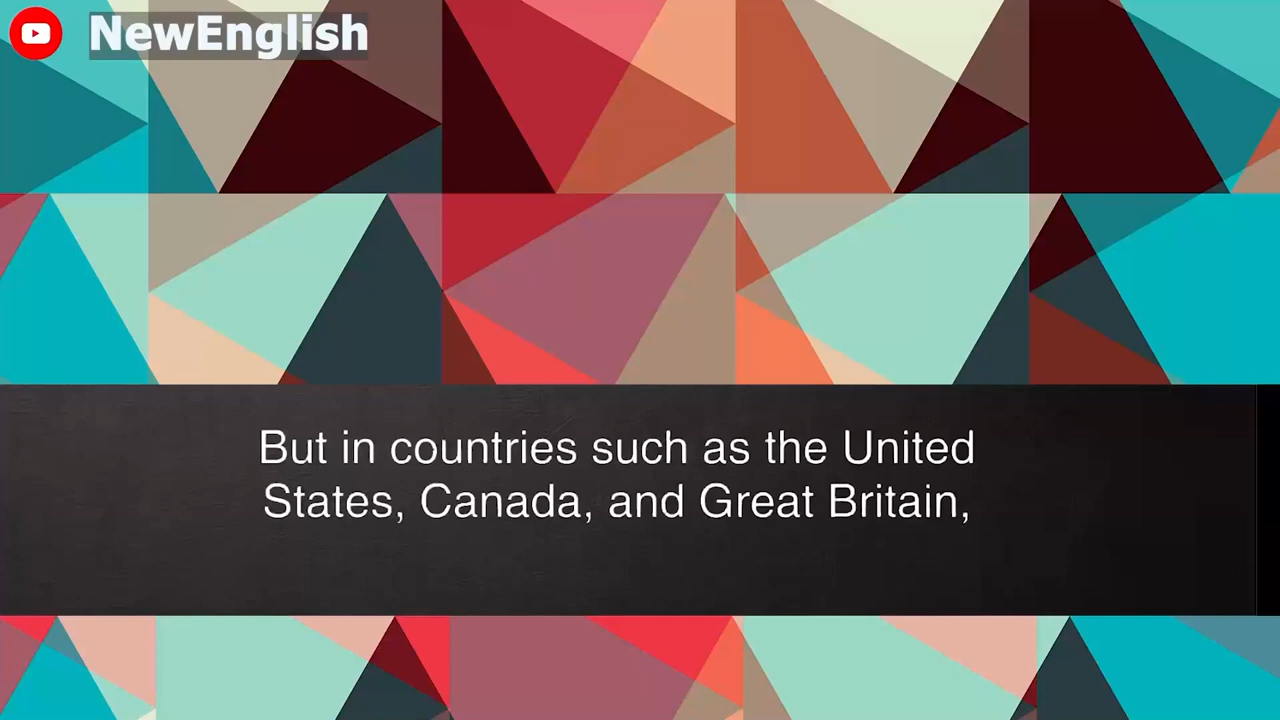 NewEnglish
But in countries such as the United
States, Canada, and Great Britain,